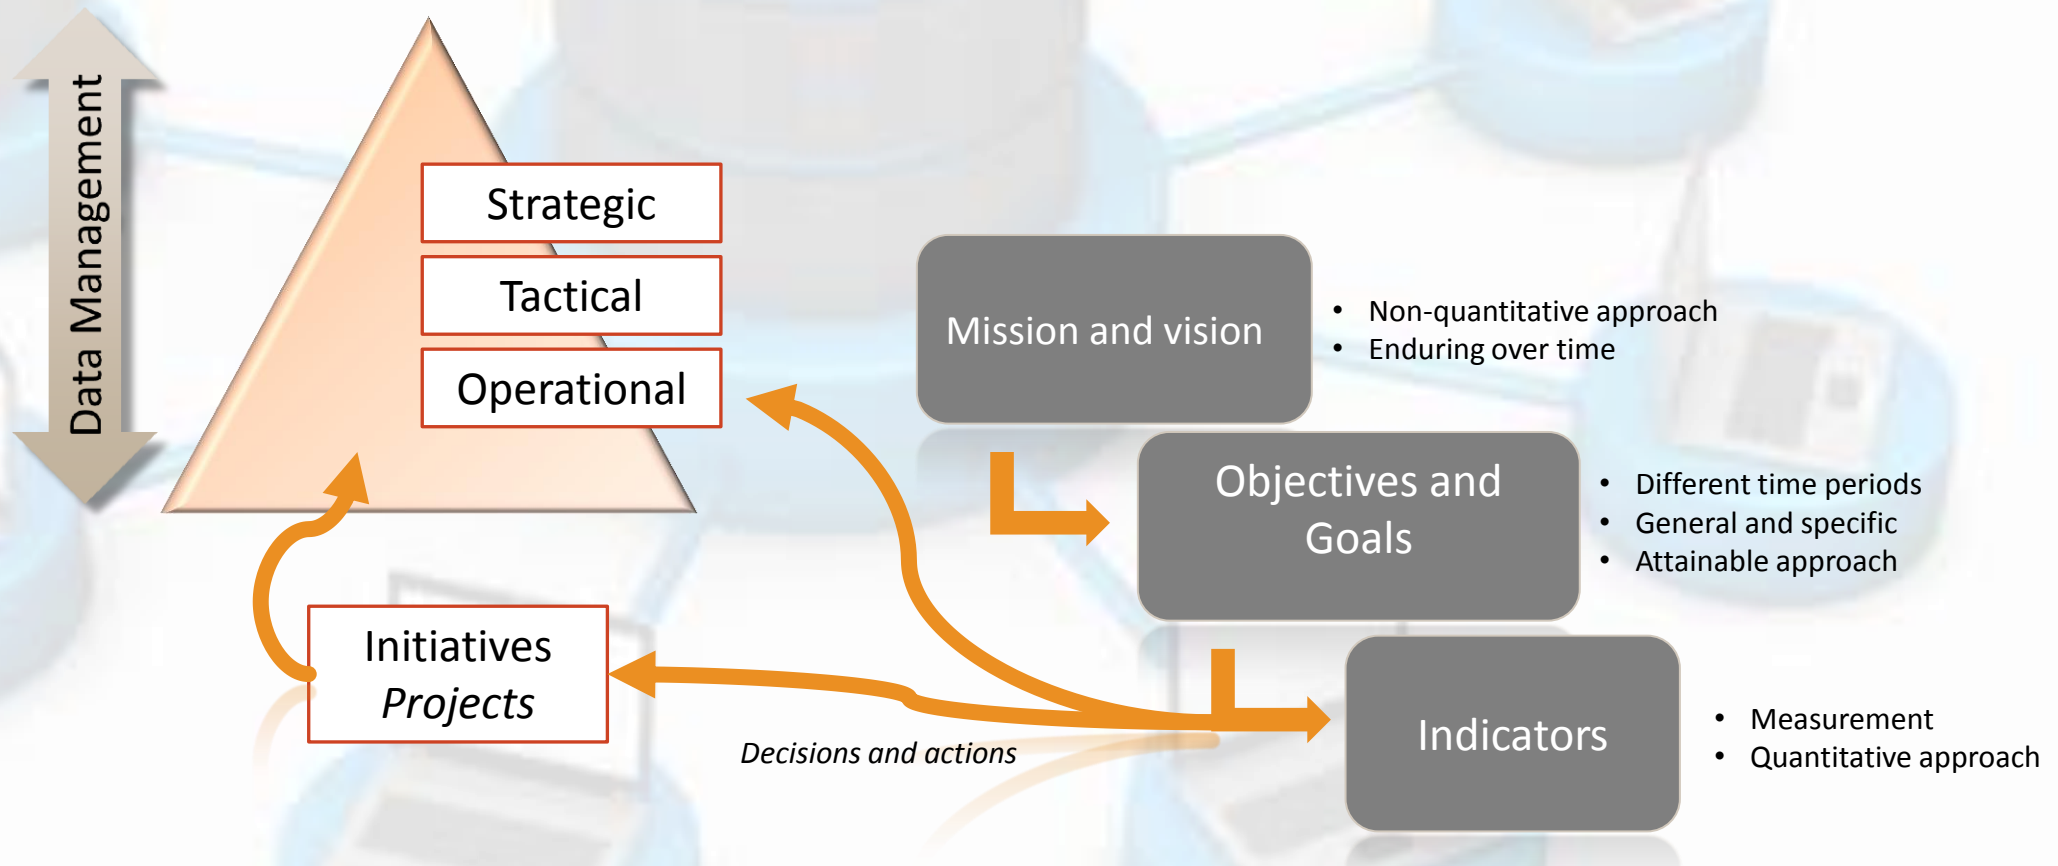 Data Management
Strategic
Tactical
Operational
Initiatives
Projects
Decisions and actions
Mission and vision
• Non-quantitative approach
• Enduring over time
Objectives and
Goals
• Different time periods
• General and specific
• Attainable approach
Indicators
• Measurement
• Quantitative approach